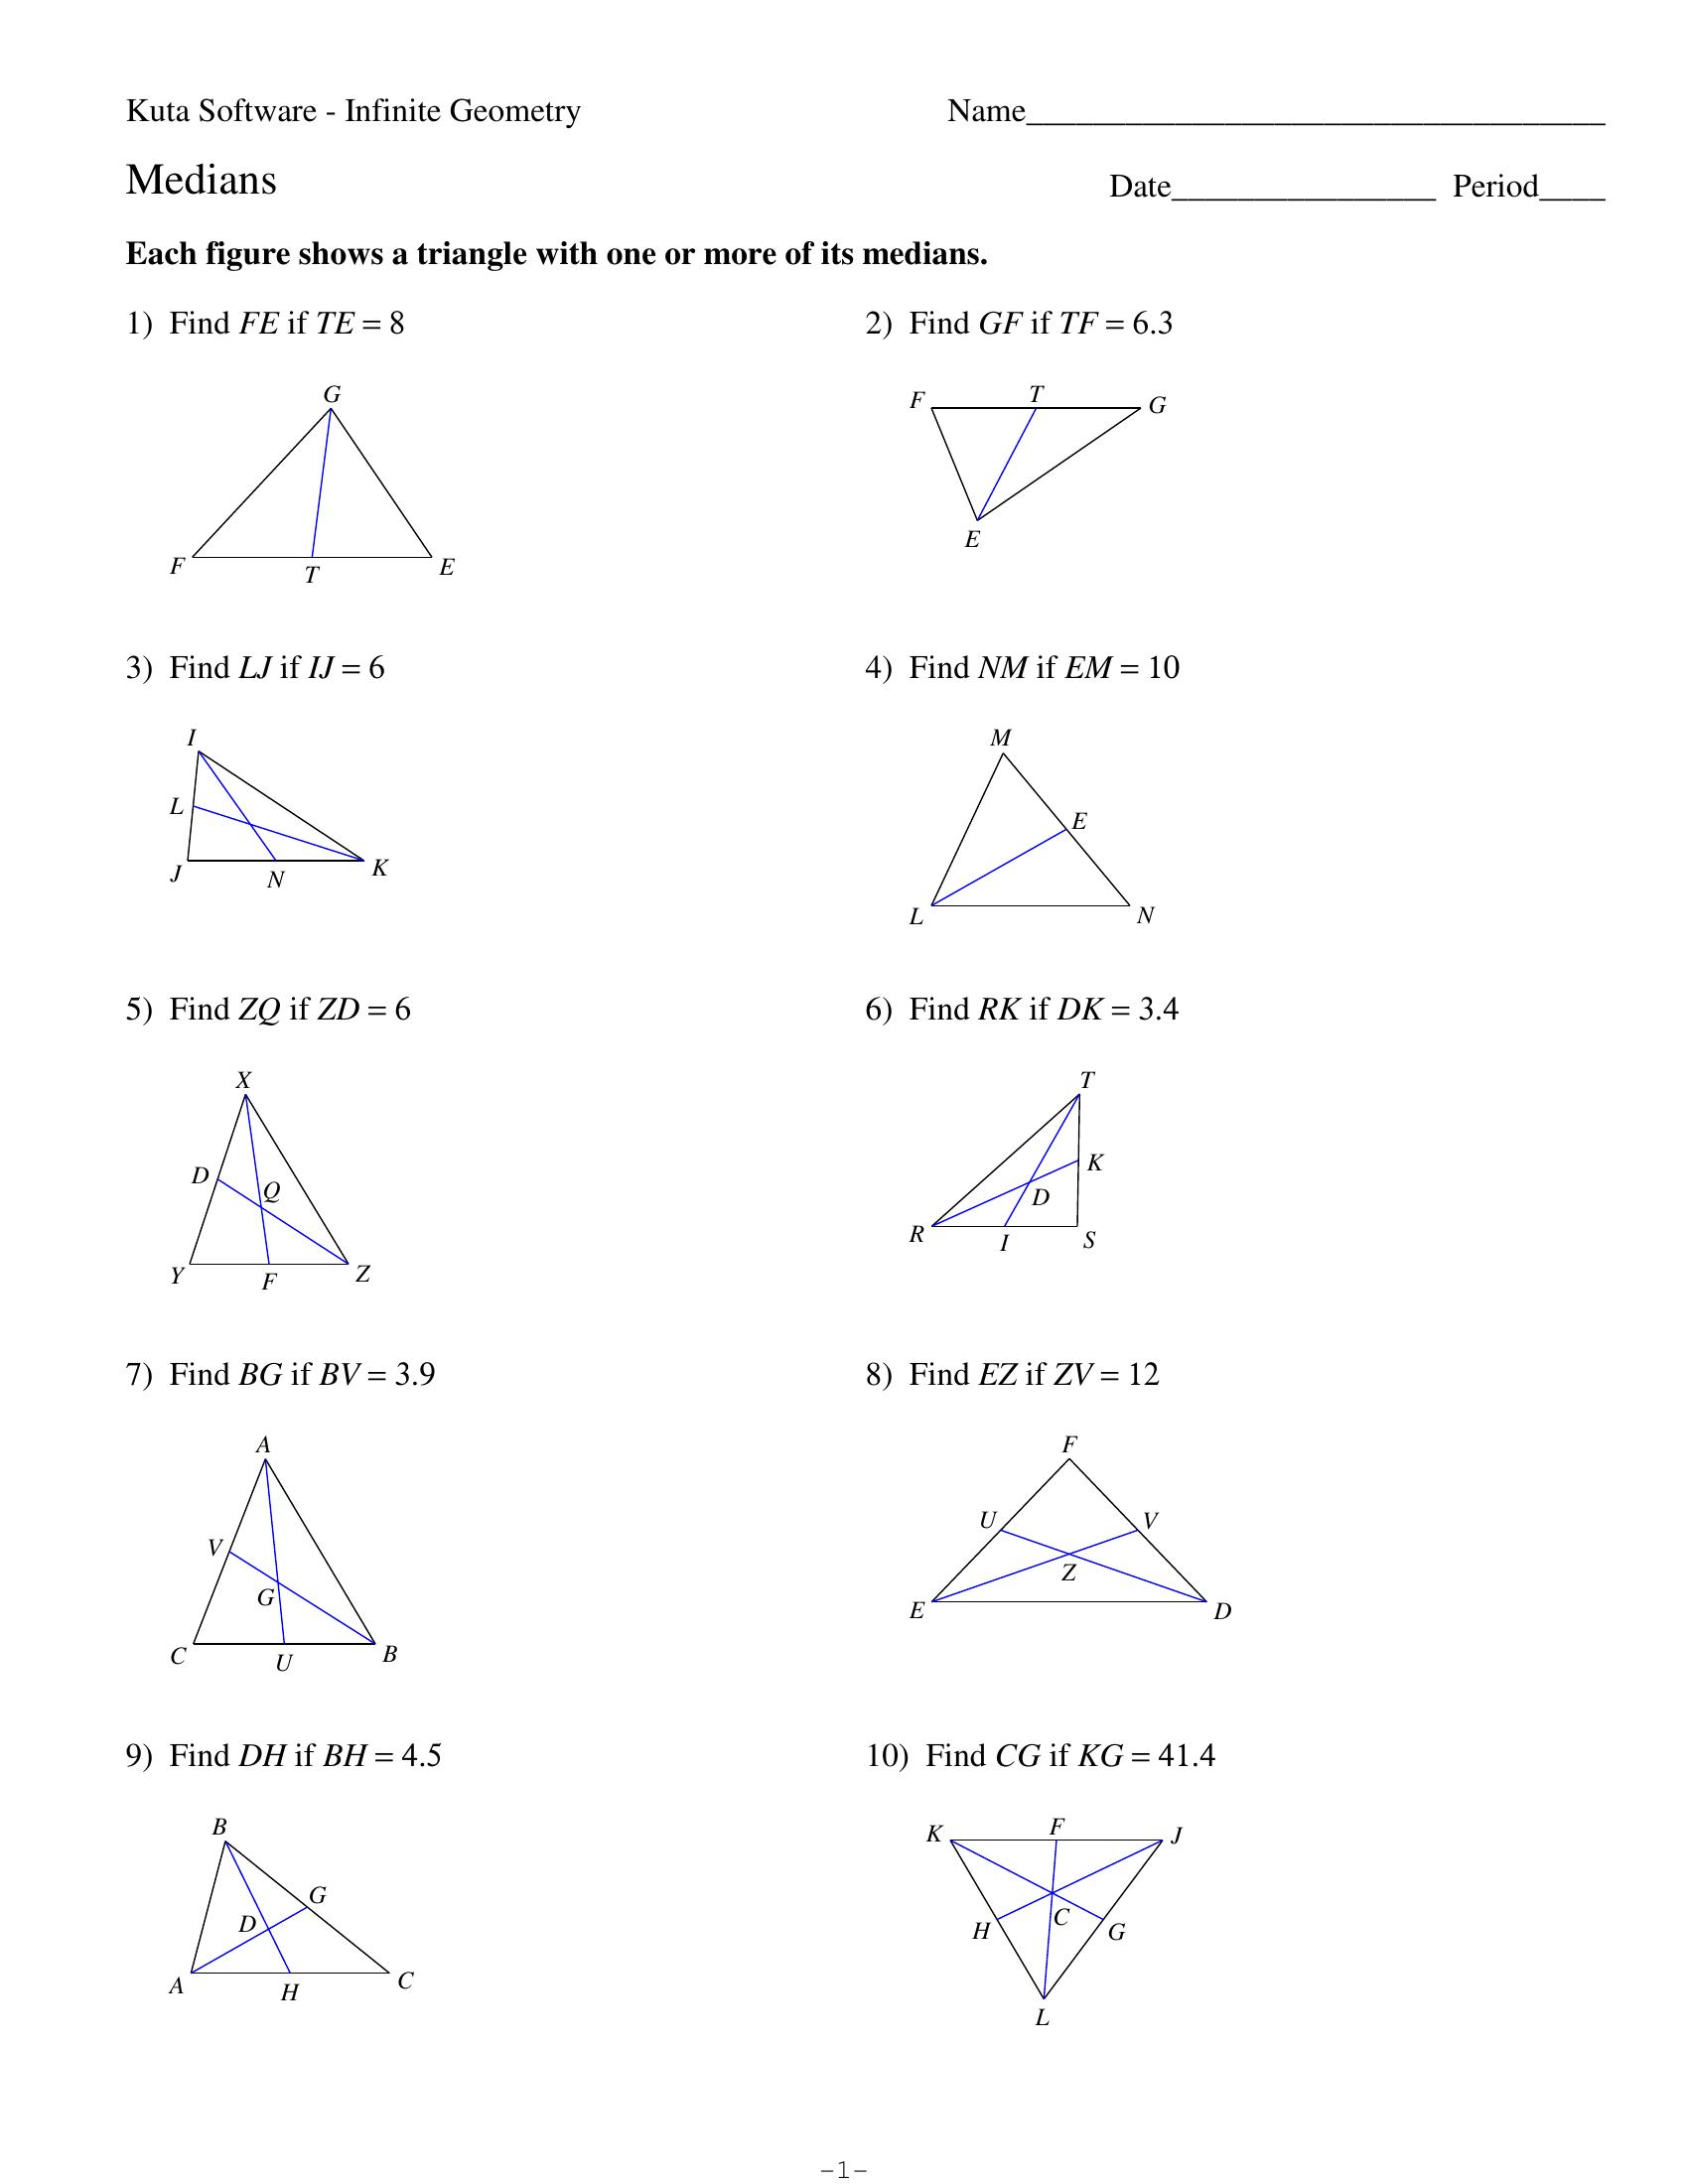 Kuta Software - Infinite Geometry
Name___________________________________
Medians
Date________________ Period____
Each figure shows a triangle with one or more of its medians.
1) Find FE if TE = 8
G
F
T
E
2) Find GF if TF = 6.3
F
T
G
E
3) Find LJ if IJ = 6
I
L
J
N
K
4) Find NM if EM = 10
M
E
L
N
5) Find ZQ if ZD = 6
X
D
Q
Y
F
Z
6) Find RK if DK = 3.4
T
K
D
R
I
S
7) Find BG if BV = 3.9
A
V
G
C
U
B
8) Find EZ if ZV = 12
F
U
V
Z
E
D
9) Find DH if BH = 4.5
B
G
D
A
H
C
10) Find CG if KG = 41.4
K
F
J
H
C
G
L
-1-